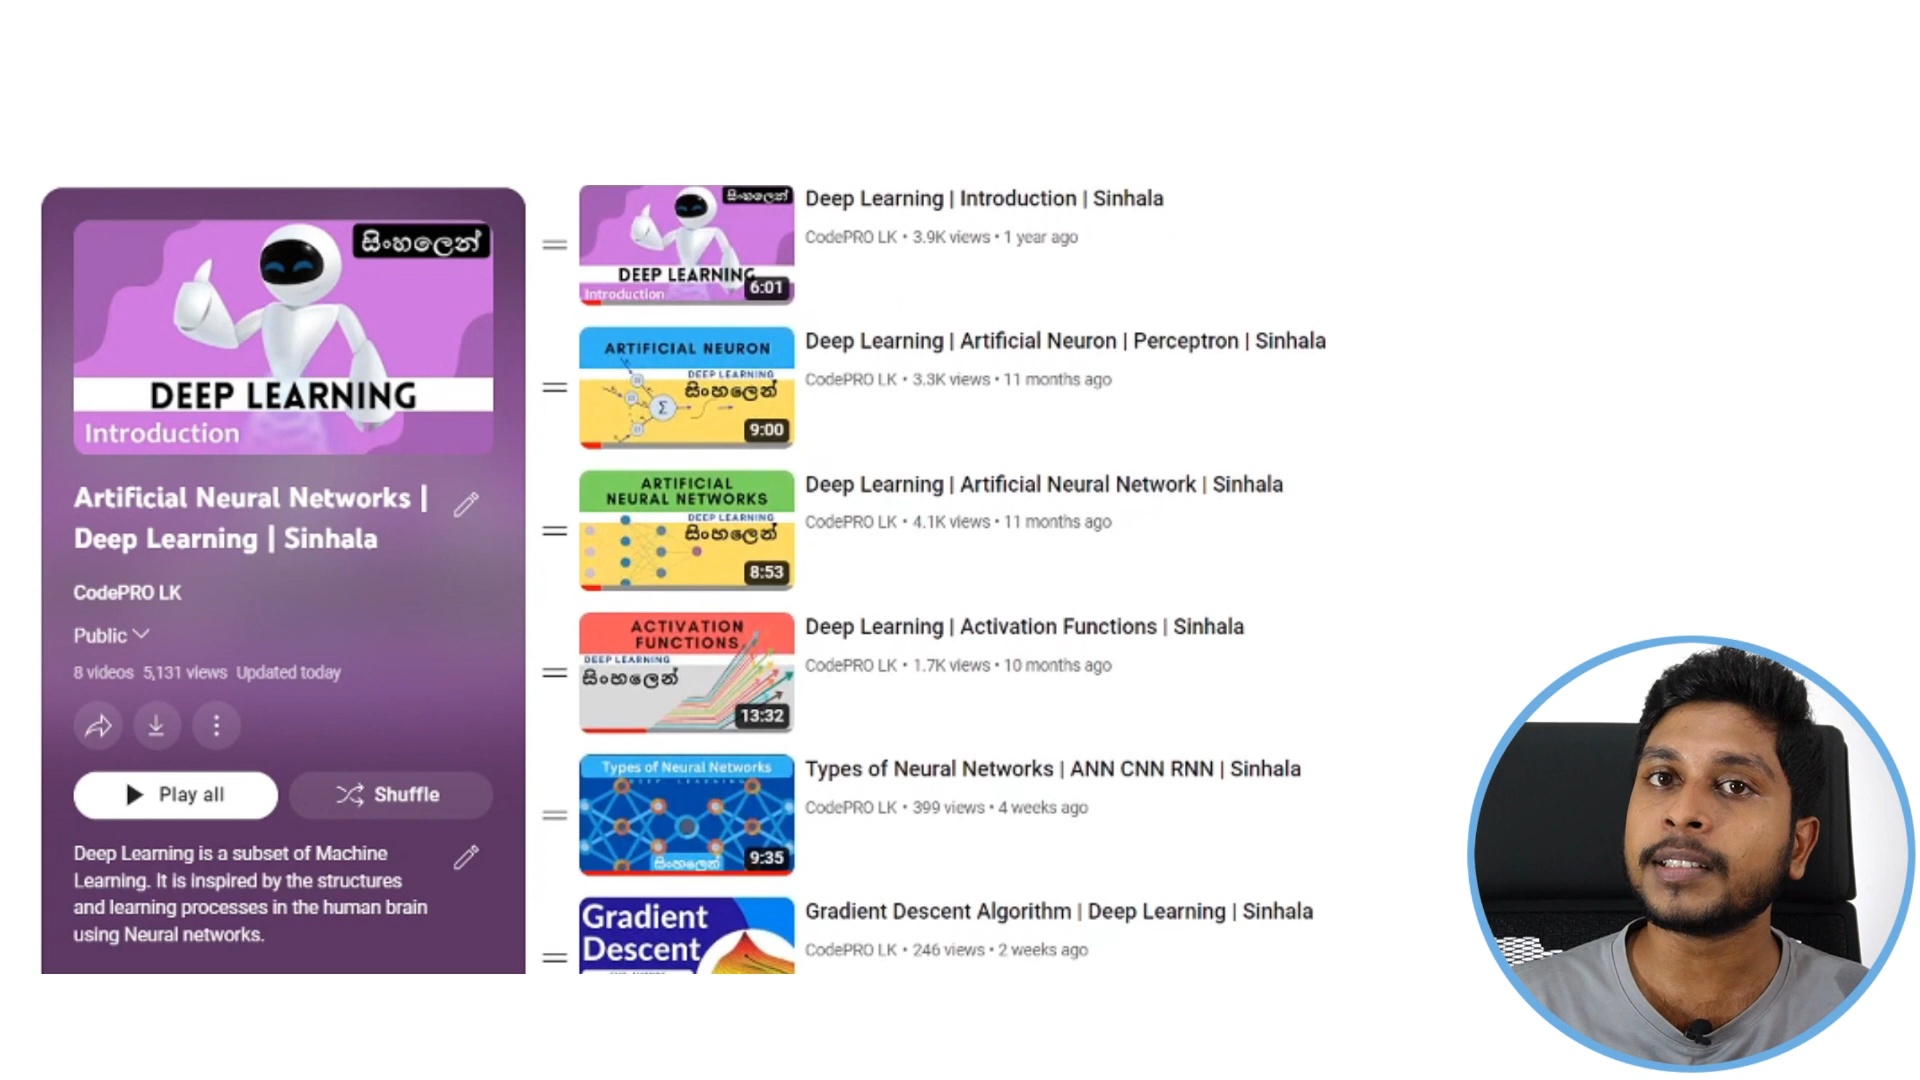 සිංහලෙන්
DEEP LEARNING
Introduction
Artificial Neural Networks |
Deep Learning | Sinhala
CodePRO LK
Public
8 videos 5,131 views Updated today
Play all
Shuffle
Deep Learning is a subset of Machine
Learning. It is inspired by the structures
and learning processes in the human brain
using Neural networks.
සිංහලෙන්
DEEP LEARNING
Introduction
6:01
Deep Learning | Introduction | Sinhala
CodePRO LK • 3.9K views • 1 year ago
ARTIFICIAL NEURON
DEEP LEARNING
සිංහලෙන්
Σ
9:00
Deep Learning | Artificial Neuron | Perceptron | Sinhala
CodePRO LK • 3.3K views • 11 months ago
ARTIFICIAL
NEURAL NETWORKS
DEEP LEARNING
සිංහලෙන්
8:53
Deep Learning | Artificial Neural Network | Sinhala
CodePRO LK • 4.1K views • 11 months ago
ACTIVATION
FUNCTIONS
DEEP LEARNING
සිංහලෙන්
13:32
Deep Learning | Activation Functions | Sinhala
CodePRO LK • 1.7K views • 10 months ago
Types of Neural Networks
DEEP LEARNING
සිංහලෙන්
9:35
Types of Neural Networks | ANN CNN RNN | Sinhala
CodePRO LK • 399 views • 4 weeks ago
Gradient
Descent
Gradient Descent Algorithm | Deep Learning | Sinhala
CodePRO LK • 246 views • 2 weeks ago